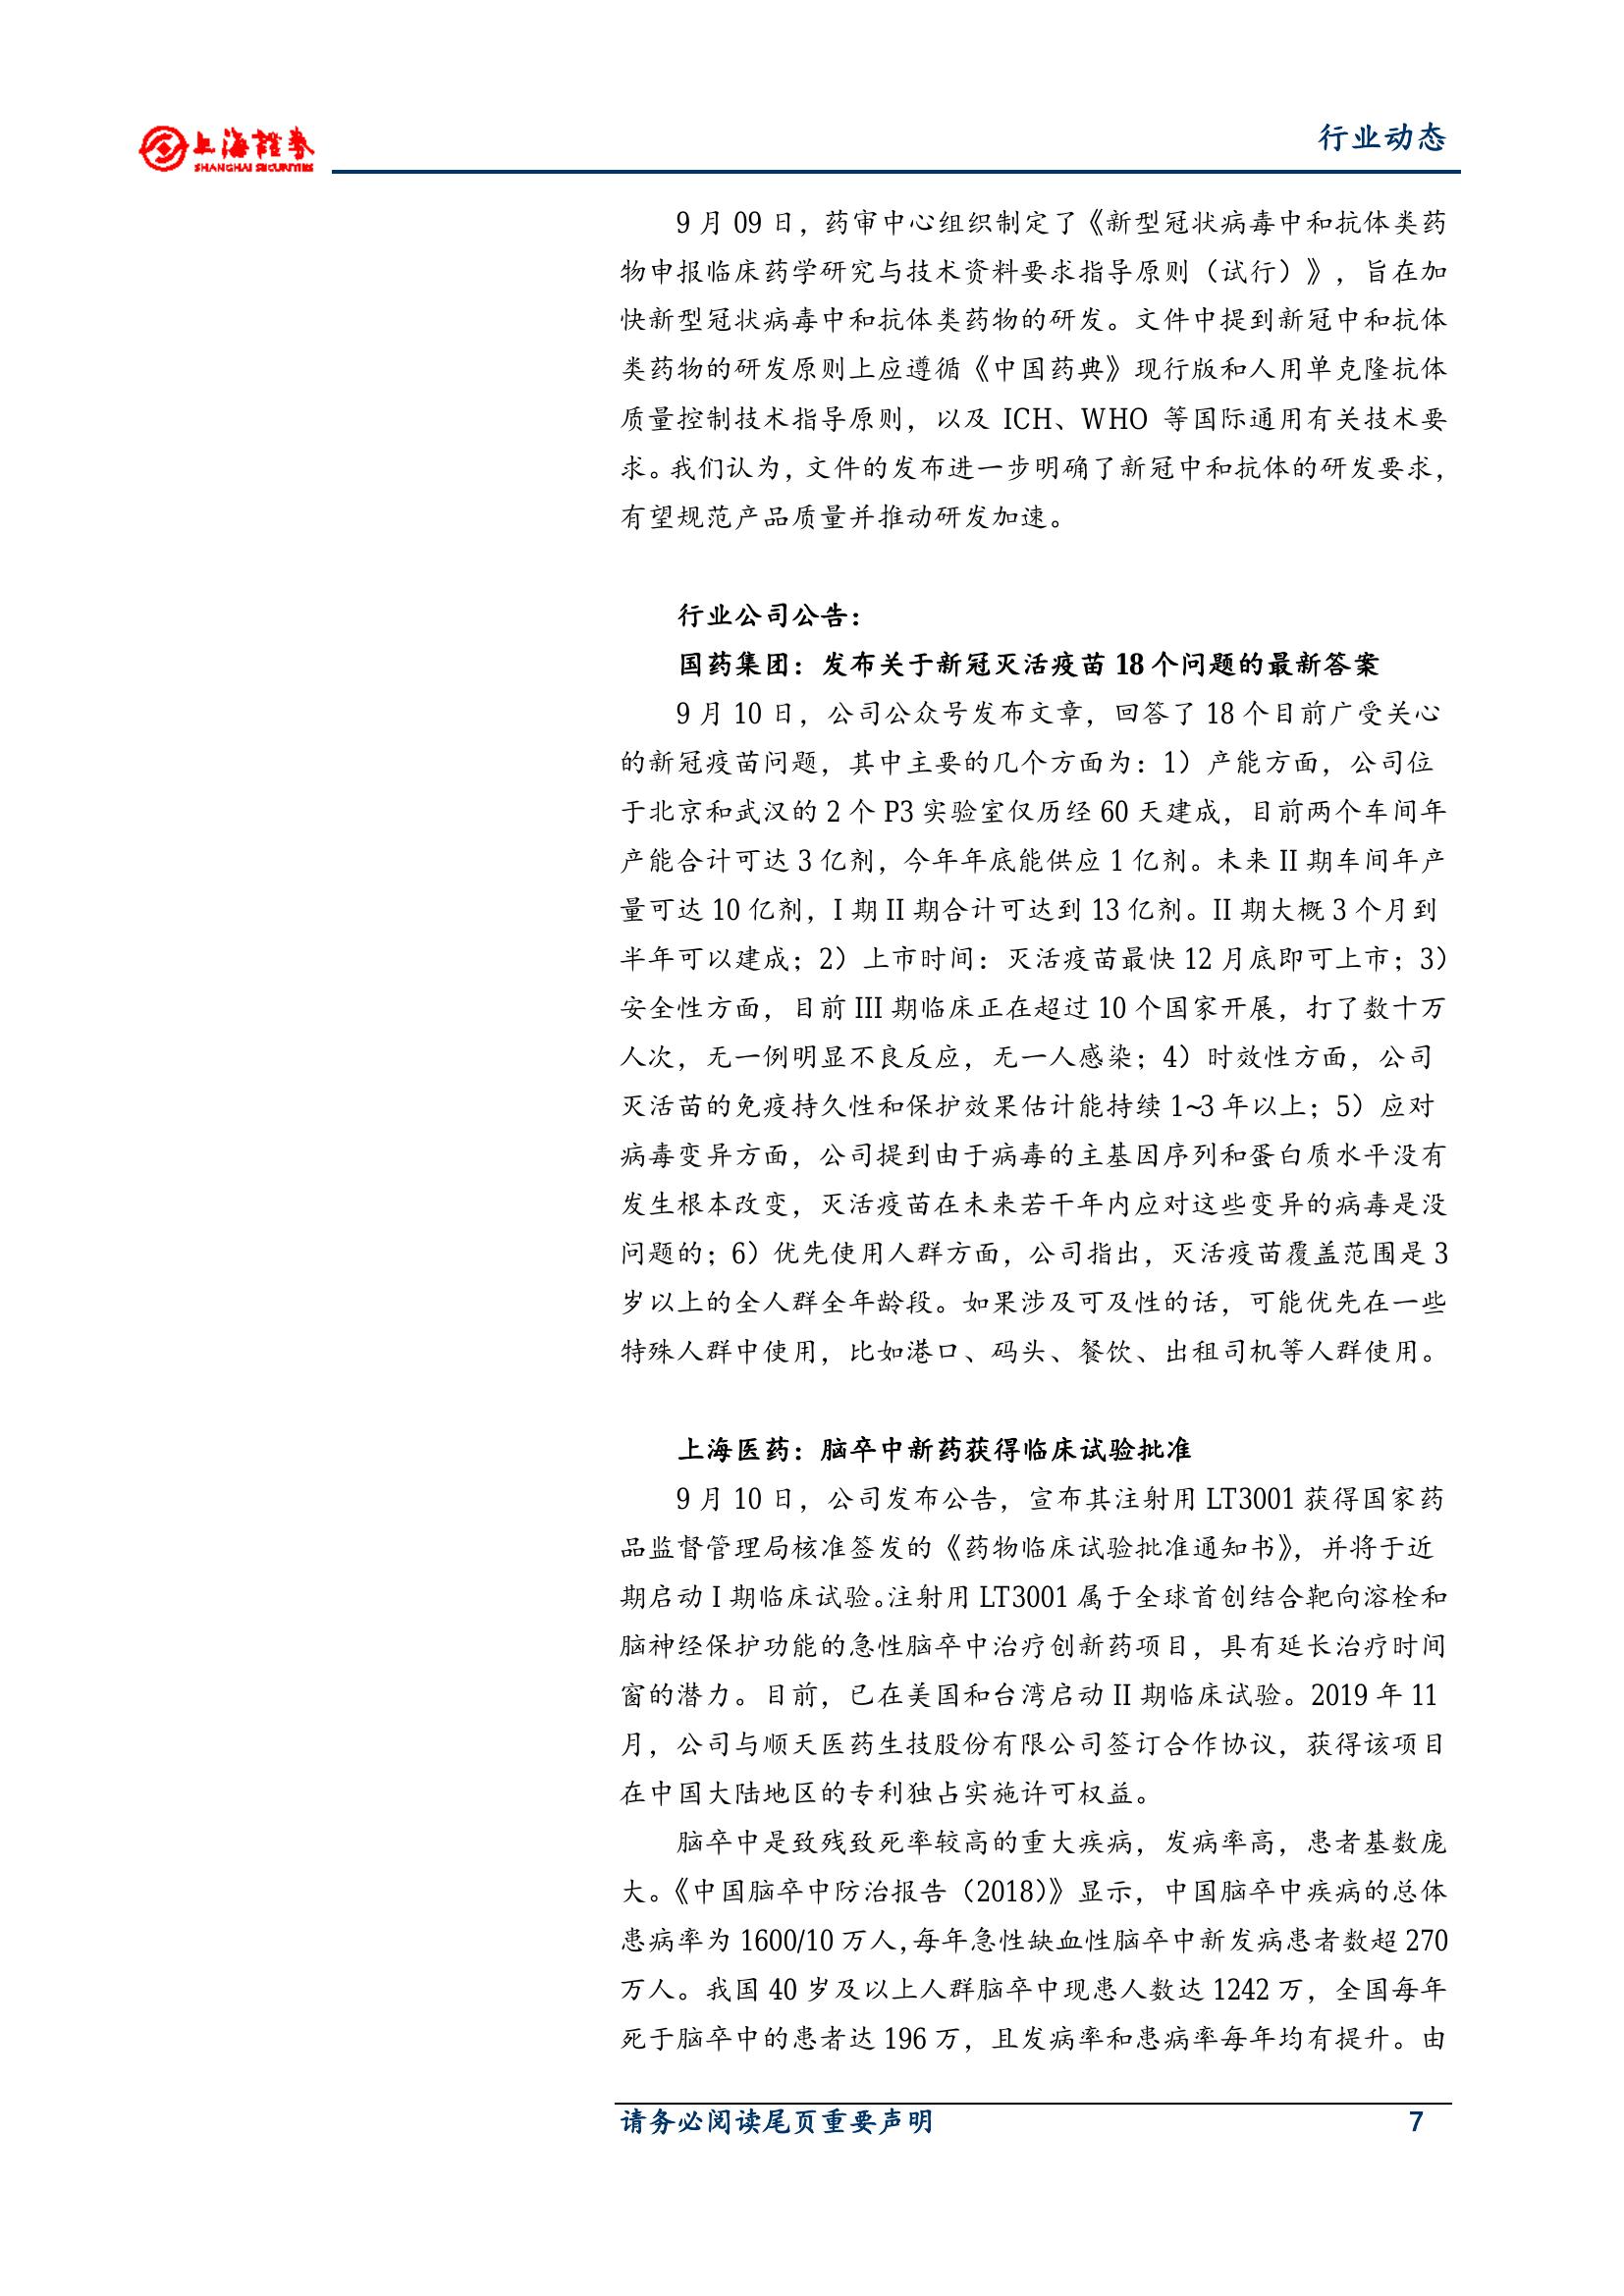 上海證券
SHANGHAI SECURITIES
行业动态
9 月 09 日，药审中心组织制定了《新型冠状病毒中和抗体类药
物申报临床药学研究与技术资料要求指导原则（试行）》，旨在加
快新型冠状病毒中和抗体类药物的研发。文件中提到新冠中和抗体
类药物的研发原则上应遵循《中国药典》现行版和人用单克隆抗体
质量控制技术指导原则，以及 ICH、WHO 等国际通用有关技术要
求。我们认为，文件的发布进一步明确了新冠中和抗体的研发要求，
有望规范产品质量并推动研发加速。
行业公司公告：
国药集团：发布关于新冠灭活疫苗 18 个问题的最新答案
9 月 10 日，公司公众号发布文章，回答了 18 个目前广受关心
的新冠疫苗问题，其中主要的几个方面为：1）产能方面，公司位
于北京和武汉的 2 个 P3 实验室仅历经 60 天建成，目前两个车间年
产能合计可达 3 亿剂，今年年底能供应 1 亿剂。未来 II 期车间年产
量可达 10 亿剂，I 期 II 期合计可达到 13 亿剂。II 期大概 3 个月到
半年可以建成；2）上市时间：灭活疫苗最快 12 月底即可上市；3）
安全性方面，目前 III 期临床正在超过 10 个国家开展，打了数十万
人次，无一例明显不良反应，无一人感染；4）时效性方面，公司
灭活苗的免疫持久性和保护效果估计能持续 1~3 年以上；5）应对
病毒变异方面，公司提到由于病毒的主基因序列和蛋白质水平没有
发生根本改变，灭活疫苗在未来若干年内应对这些变异的病毒是没
问题的；6）优先使用人群方面，公司指出，灭活疫苗覆盖范围是 3
岁以上的全人群全年龄段。如果涉及可及性的话，可能优先在一些
特殊人群中使用，比如港口、码头、餐饮、出租司机等人群使用。
上海医药：脑卒中新药获得临床试验批准
9 月 10 日，公司发布公告，宣布其注射用 LT3001 获得国家药
品监督管理局核准签发的《药物临床试验批准通知书》，并将于近
期启动 I 期临床试验。注射用 LT3001 属于全球首创结合靶向溶栓和
脑神经保护功能的急性脑卒中治疗创新药项目，具有延长治疗时间
窗的潜力。目前，已在美国和台湾启动 II 期临床试验。2019 年 11
月，公司与顺天医药生技股份有限公司签订合作协议，获得该项目
在中国大陆地区的专利独占实施许可权益。
脑卒中是致残致死率较高的重大疾病，发病率高，患者基数庞
大。《中国脑卒中防治报告（2018）》显示，中国脑卒中疾病的总体
患病率为 1600/10 万人，每年急性缺血性脑卒中新发病患者数超 270
万人。我国 40 岁及以上人群脑卒中现患人数达 1242 万，全国每年
死于脑卒中的患者达 196 万，且发病率和患病率每年均有提升。由
请务必阅读尾页重要声明
7